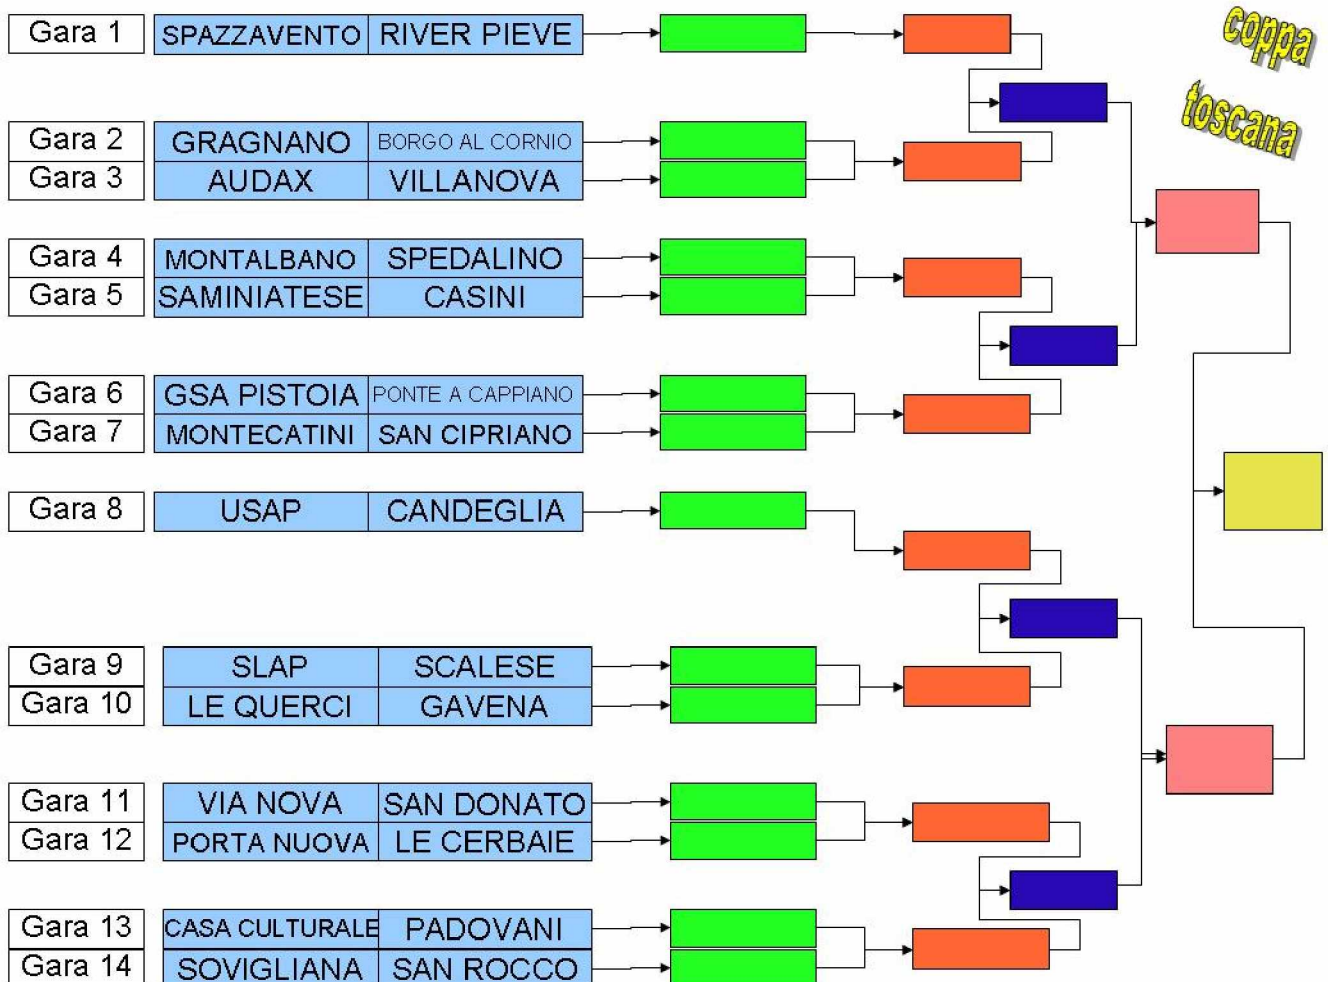 coppa
toscana
Gara 1 SPAZZAVENTO RIVER PIEVE
Gara 2 GRAGNANO BORGO AL CORNIO
Gara 3 AUDAX VILLANOVA
Gara 4 MONTALBANO SPEDALINO
Gara 5 SAMINIATESE CASINI
Gara 6 GSA PISTOIA PONTE A CAPPIANO
Gara 7 MONTECATINI SAN CIPRIANO
Gara 8 USAP CANDEGLIA
Gara 9 SLAP SCALESE
Gara 10 LE QUERCI GAVENA
Gara 11 VIA NOVA SAN DONATO
Gara 12 PORTA NUOVA LE CERBAIE
Gara 13 CASA CULTURALE PADOVANI
Gara 14 SOVIGLIANA SAN ROCCO